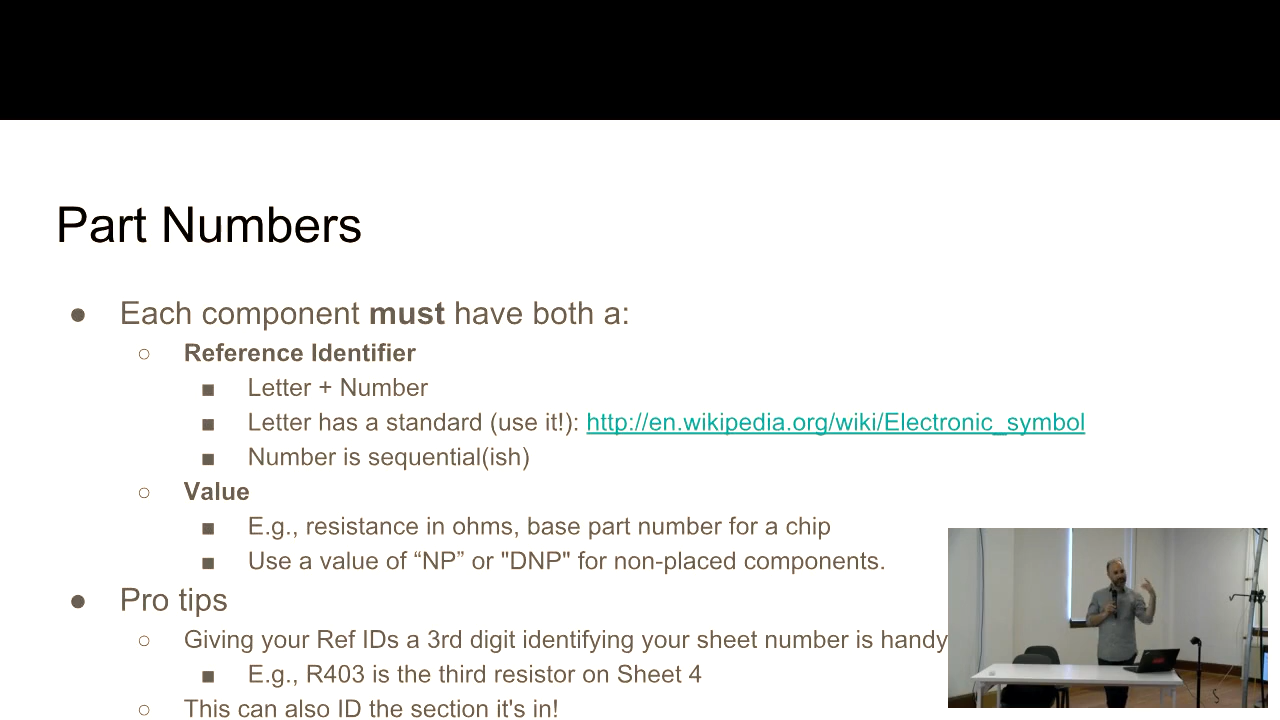 Part Numbers
● Each component must have both a:
○ Reference Identifier
■ Letter + Number
■ Letter has a standard (use it!): http://en.wikipedia.org/wiki/Electronic_symbol
■ Number is sequential(ish)
○ Value
■ E.g., resistance in ohms, base part number for a chip
■ Use a value of “NP” or "DNP" for non-placed components.
● Pro tips
○ Giving your Ref IDs a 3rd digit identifying your sheet number is handy
■ E.g., R403 is the third resistor on Sheet 4
○ This can also ID the section it's in!